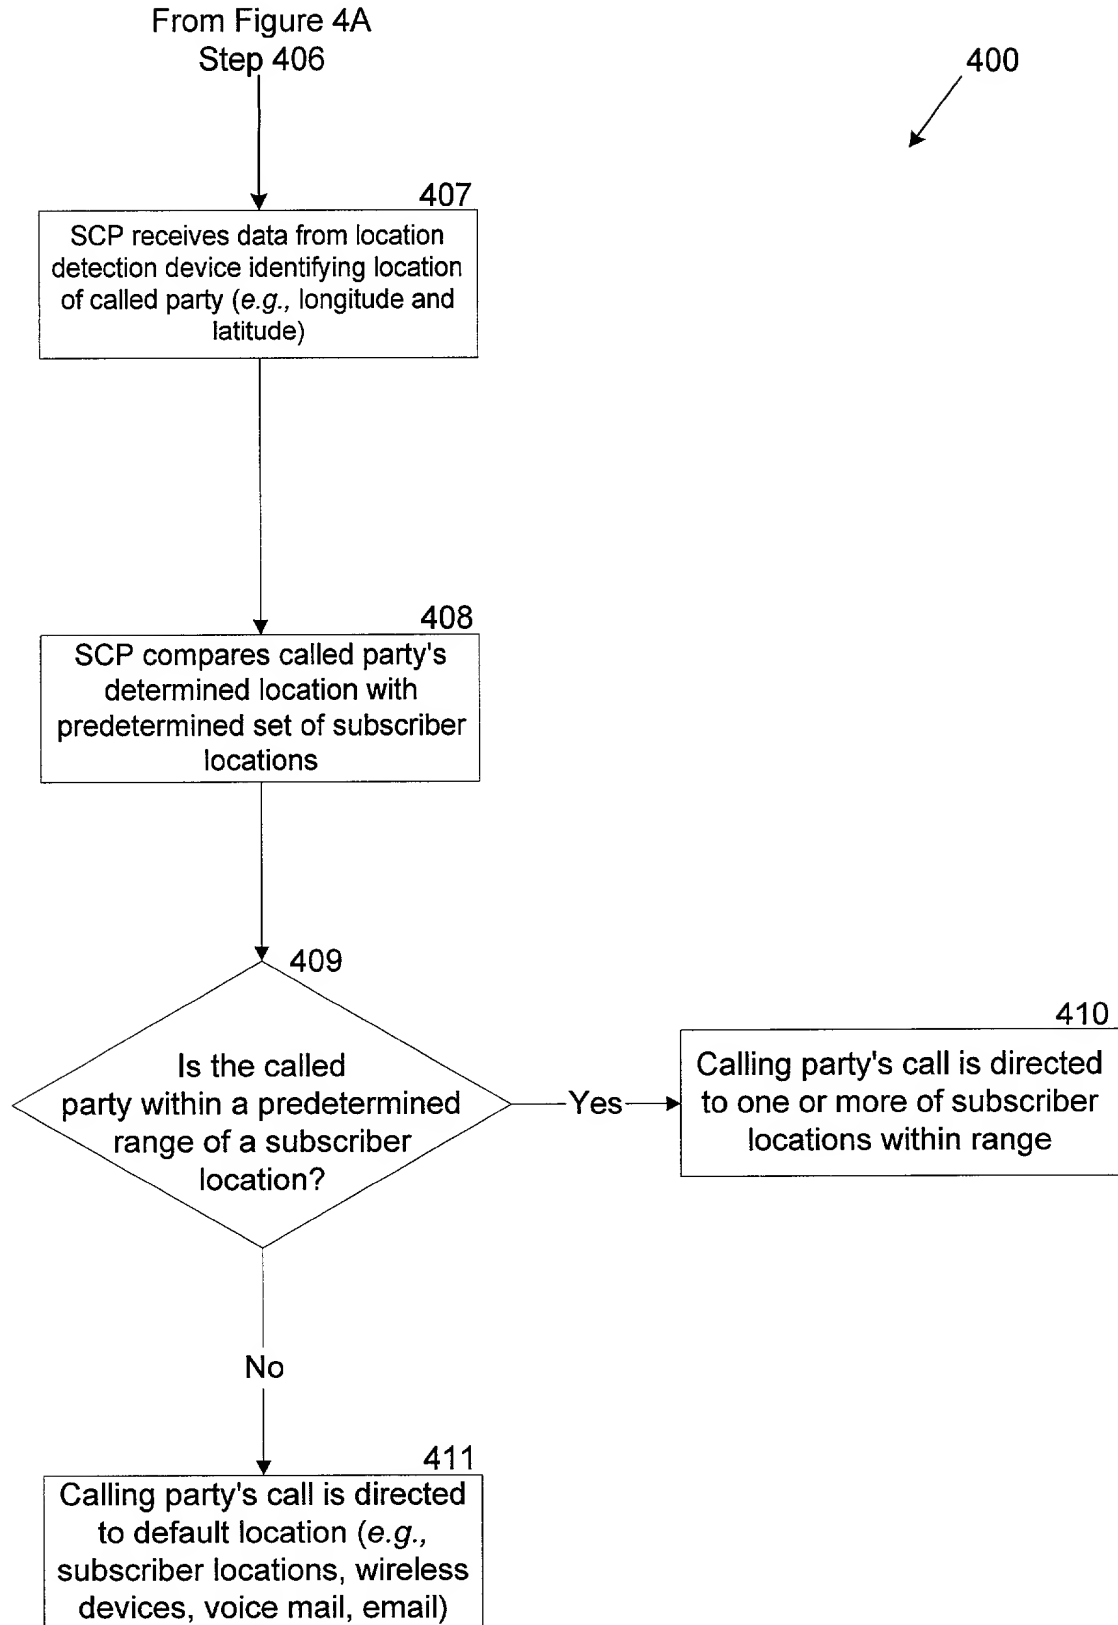 From Figure 4A
Step 406
400
407
SCP receives data from location
detection device identifying location
of called party (e.g., longitude and
latitude)
408
SCP compares called party's
determined location with
predetermined set of subscriber
locations
409
Is the called
party within a predetermined
range of a subscriber
location?
Yes
410
Calling party's call is directed
to one or more of subscriber
locations within range
No
411
Calling party's call is directed
to default location (e.g.,
subscriber locations, wireless
devices, voice mail, email)